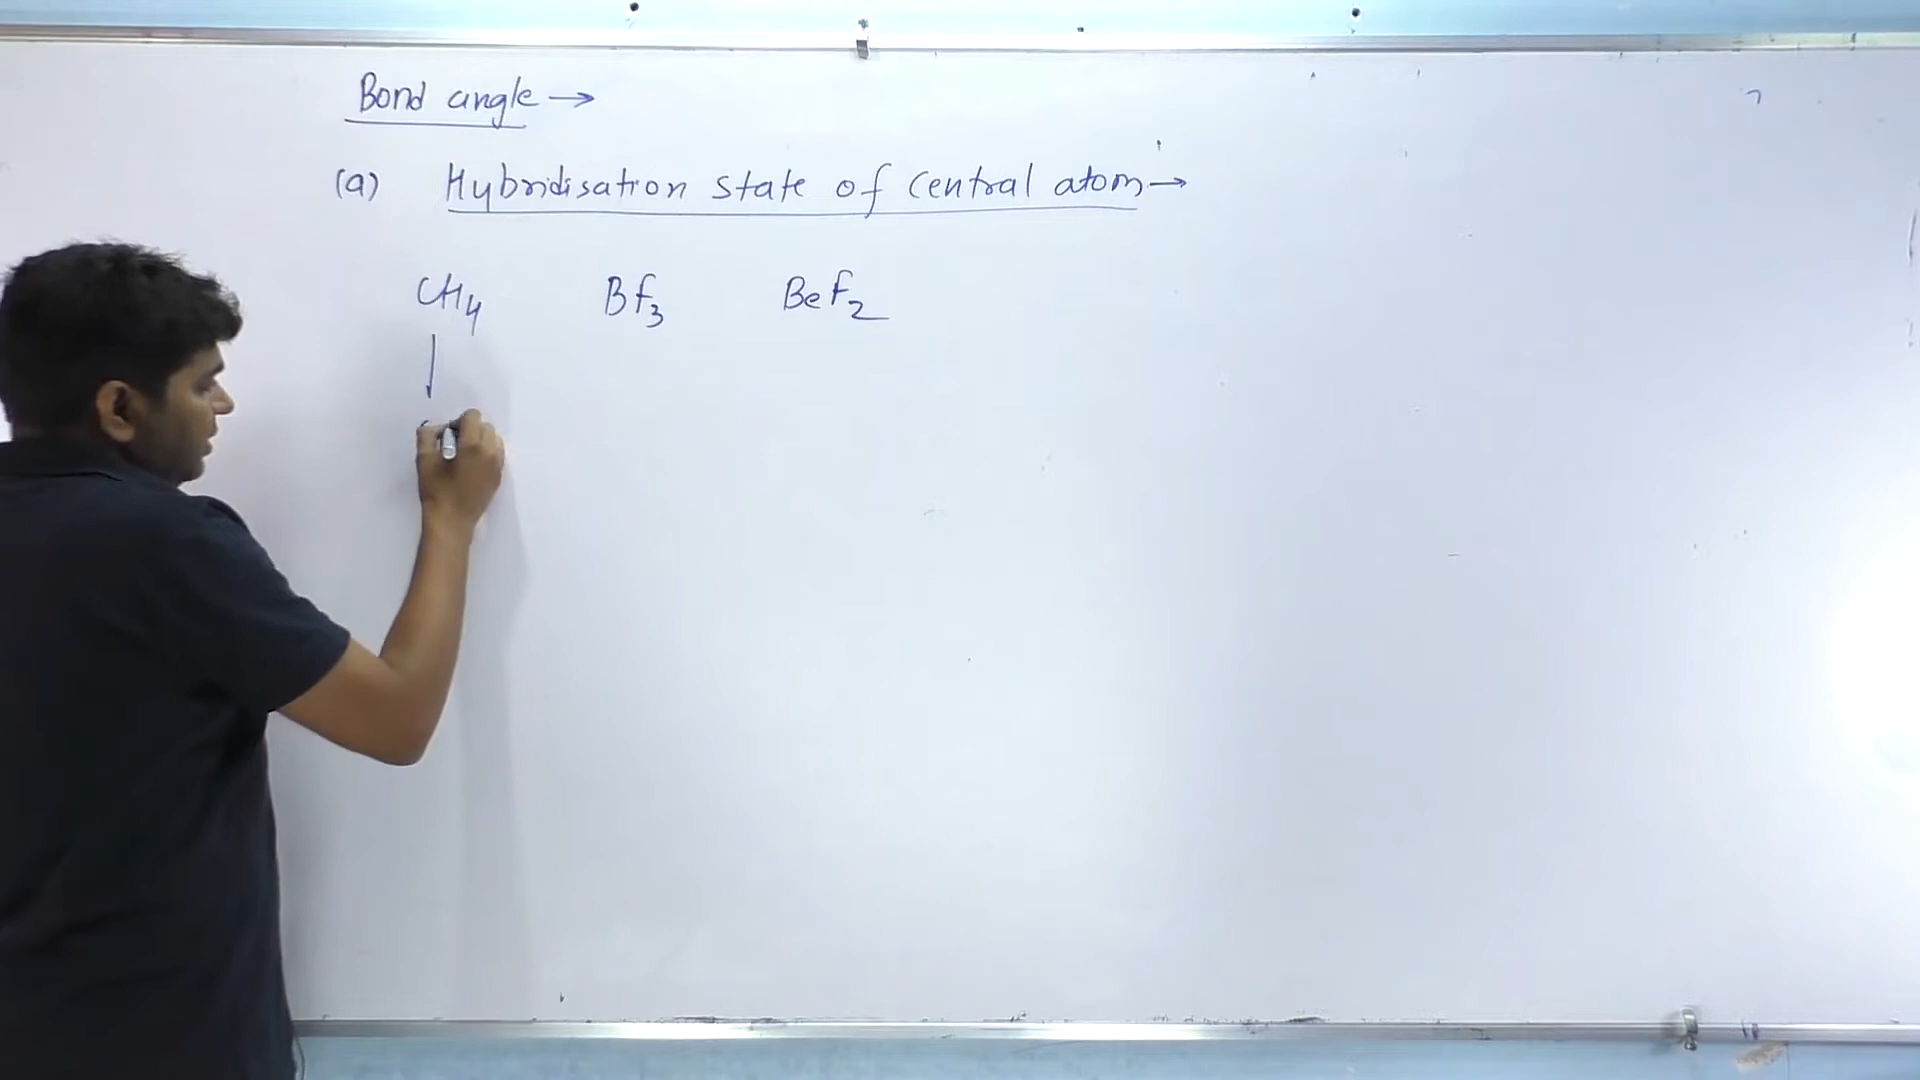 Bond angle →
(a) Hybridisation state of central atom →
CH₄ Bf₃ Bef₂